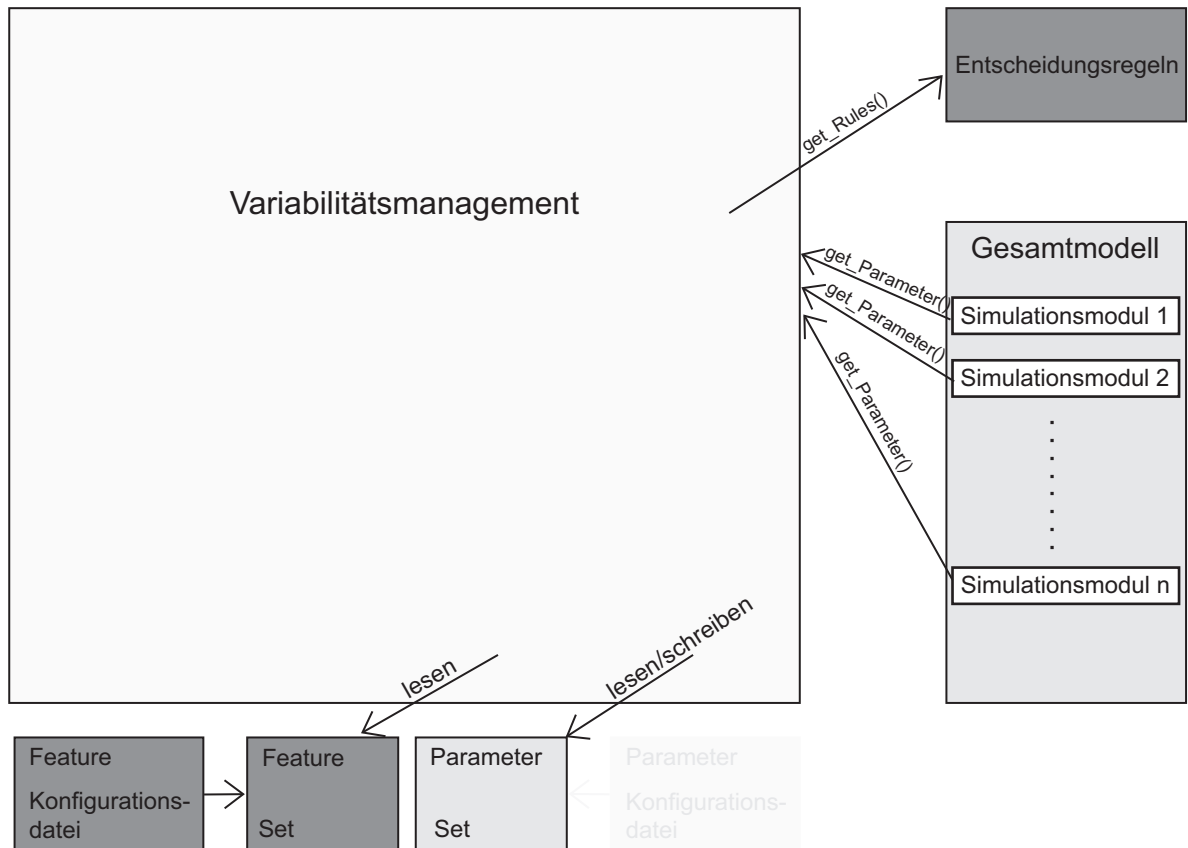 Entscheidungsregeln
get_Rules()
Variabilitätsmanagement
Gesamtmodell
get_Parameter()
Simulationsmodul 1
get_Parameter()
Simulationsmodul 2
get_Parameter()
Simulationsmodul n
lesen
lesen/schreiben
Feature
Konfigurations-
datei
Feature
Set
Parameter
Set
Parameter
Konfigurations-
datei